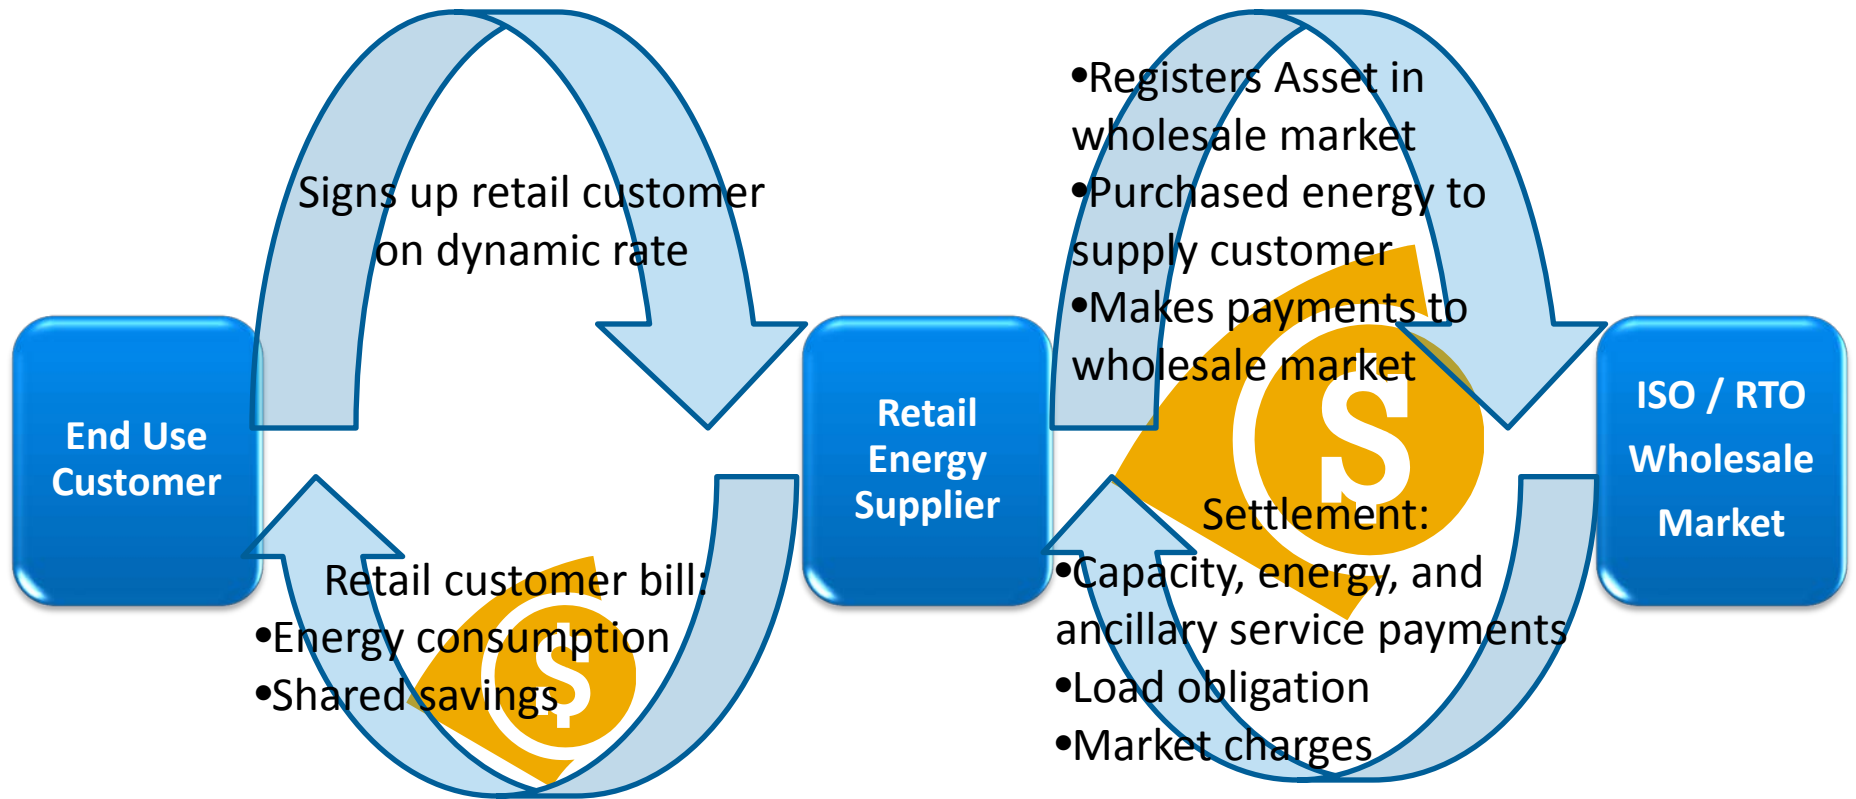 Signs up retail customer
on dynamic rate
•Registers Asset in
wholesale market
•Purchased energy to
supply customer
•Makes payments to
wholesale market
End Use
Customer
Retail
Energy
Supplier
ISO / RTO
Wholesale
Market
Retail customer bill:
•Energy consumption
•Shared savings
$
Settlement:
•Capacity, energy, and
ancillary service payments
•Load obligation
•Market charges
$